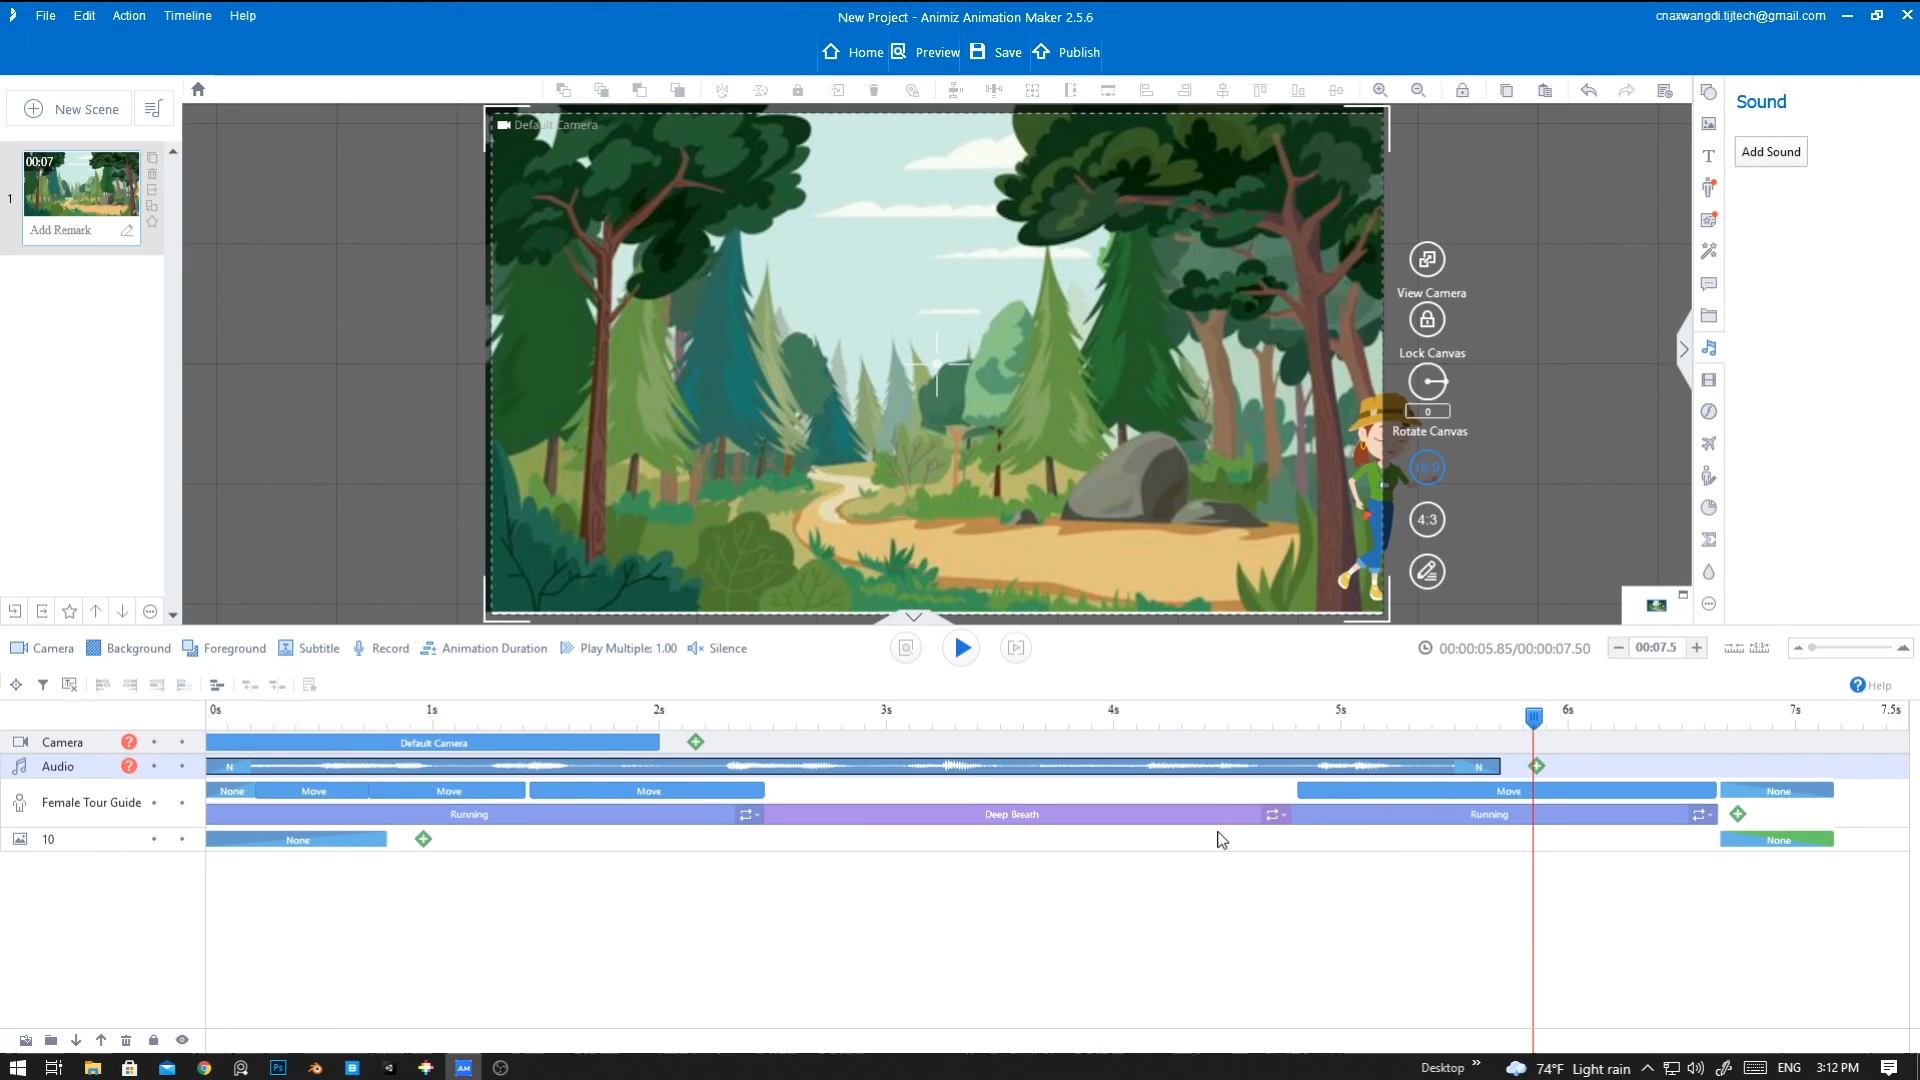 File Edit Action Timeline Help
New Project - Animiz Animation Maker 2.5.6
cnaxwangdi.tijtech@gmail.com
Home Preview Save Publish
New Scene
Sound
Add Sound
00:07
1
Add Remark
Default Camera
View Camera
Lock Canvas
0
Rotate Canvas
16:9
4:3
Camera Background Foreground Subtitle Record Animation Duration Play Multiple: 1.00 Silence
00:00:05.85/00:00:07.50
00:07.5
Help
0s 1s 2s 3s 4s 5s 6s 7s 7.5s
Camera Default Camera
Audio N N
None Move Move Move Move None
Female Tour Guide
Running Deep Breath Running
10 None None
Desktop 74°F Light rain ENG 3:12 PM